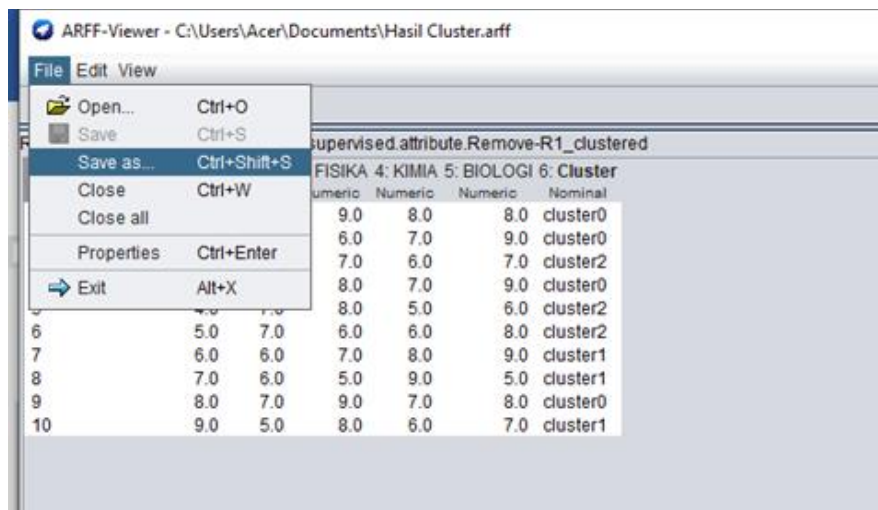 ARFF-Viewer - C:\Users\Acer\Documents\Hasil Cluster.arff
File Edit View
Open... Ctrl+O
Save Ctrl+S
Save as... Ctrl+Shift+S
Close Ctrl+W
Close all
Properties Ctrl+Enter
Exit Alt+X
supervised.attribute.Remove-R1_clustered
FISIKA 4: KIMIA 5: BIOLOGI 6: Cluster
Numeric Numeric Nominal
9.0 8.0 8.0 cluster0
6.0 7.0 9.0 cluster0
7.0 6.0 7.0 cluster2
8.0 7.0 9.0 cluster0
8.0 5.0 6.0 cluster2
6 5.0 7.0 6.0 6.0 8.0 cluster2
7 6.0 6.0 7.0 8.0 9.0 cluster1
8 7.0 6.0 5.0 9.0 5.0 cluster1
9 8.0 7.0 9.0 7.0 8.0 cluster0
10 9.0 5.0 8.0 6.0 7.0 cluster1